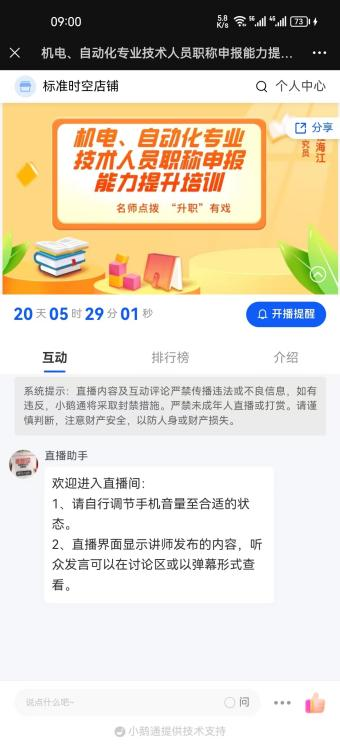 09:00
5.8 K/s 5G 4G 73
机电、自动化专业技术人员职称申报能力提...
标准时空店铺
个人中心
机电、自动化专业
技术人员职称申报
能力提升培训
名师点拨 “升职”有戏
分享
海江
究员
20 天 05 时 29 分 01 秒
开播提醒
互动
排行榜
介绍
系统提示：直播内容及互动评论严禁传播违法或不良信息，如有
违反，小鹅通将采取封禁措施。严禁未成年人直播或打赏。请谨
慎判断，注意财产安全，以防人身或财产损失。
直播助手
欢迎进入直播间：
1、请自行调节手机音量至合适的状
态。
2、直播界面显示讲师发布的内容，听
众发言可以在讨论区或以弹幕形式查
看。
说点什么吧~
问
小鹅通提供技术支持